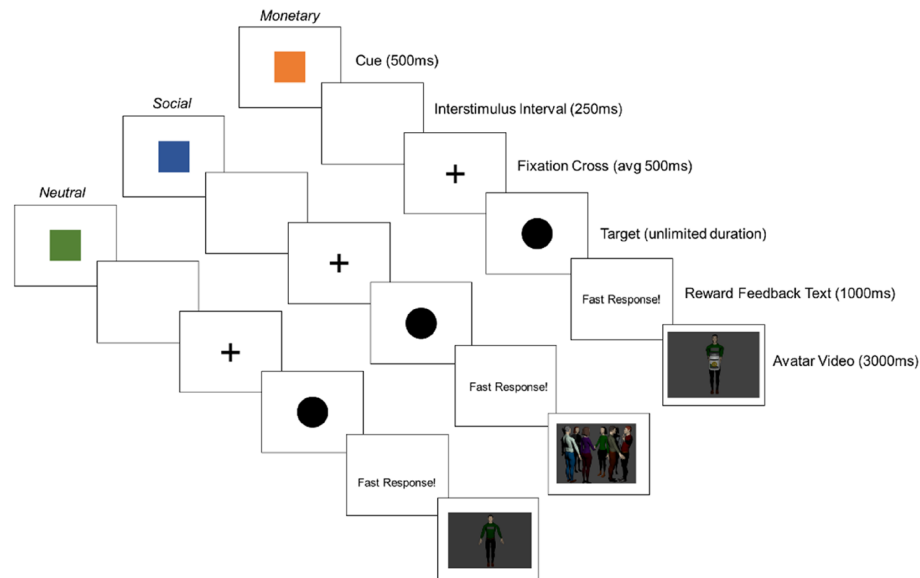 Monetary
Cue (500ms)
Interstimulus Interval (250ms)
Social
Fixation Cross (avg 500ms)
Neutral
Target (unlimited duration)
Fast Response!
Reward Feedback Text (1000ms)
Avatar Video (3000ms)
Fast Response!
Fast Response!